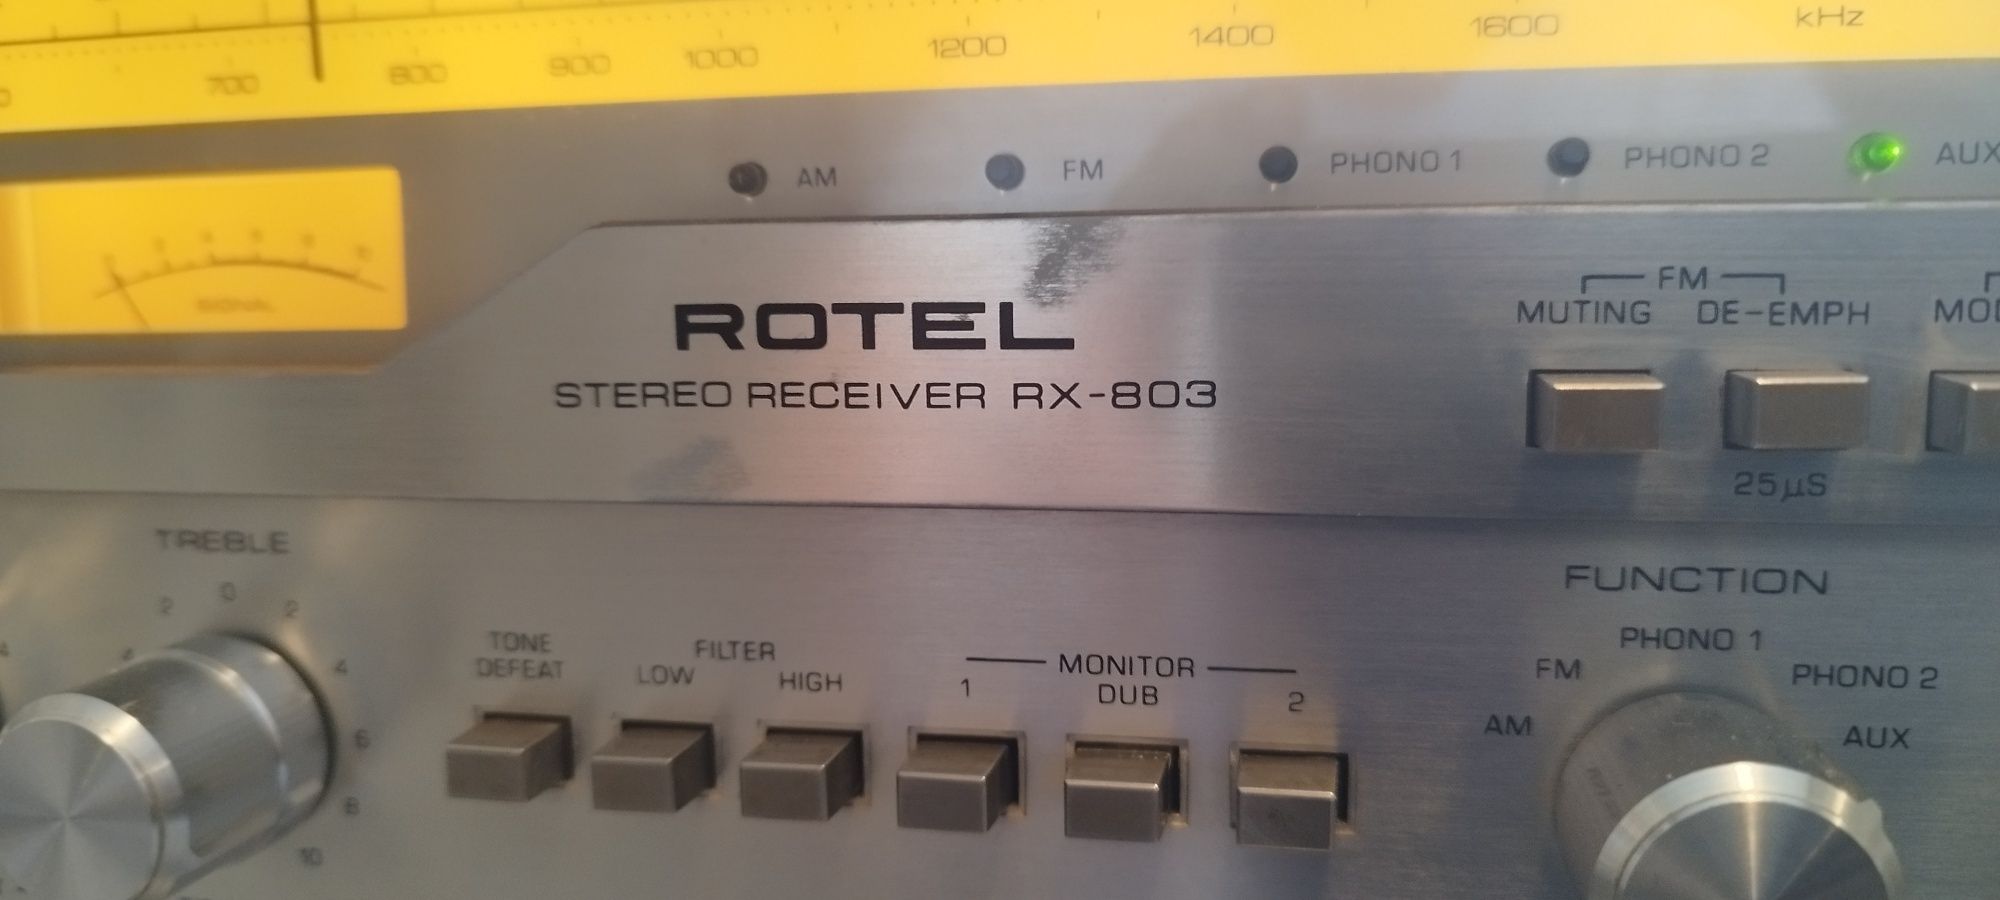 700 800 900 1000 1200 1400 1600 kHz
AM FM PHONO 1 PHONO 2 AUX
SIGNAL
ROTEL
STEREO RECEIVER RX-803
FM
MUTING DE-EMPH
25µS
TREBLE
4 2 0 2 4 6 8 10
4
TONE
DEFEAT
FILTER
LOW HIGH
MONITOR
1 DUB 2
FUNCTION
AM FM PHONO 1 PHONO 2 AUX